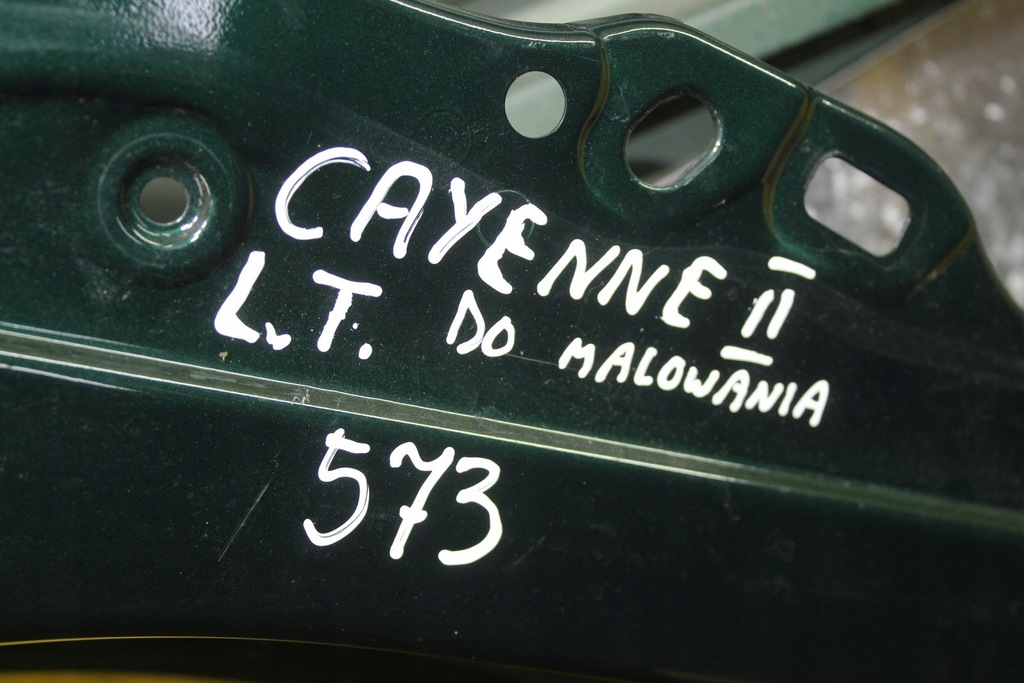 CAYENNE II
L.T. DO MALOWANIA
573